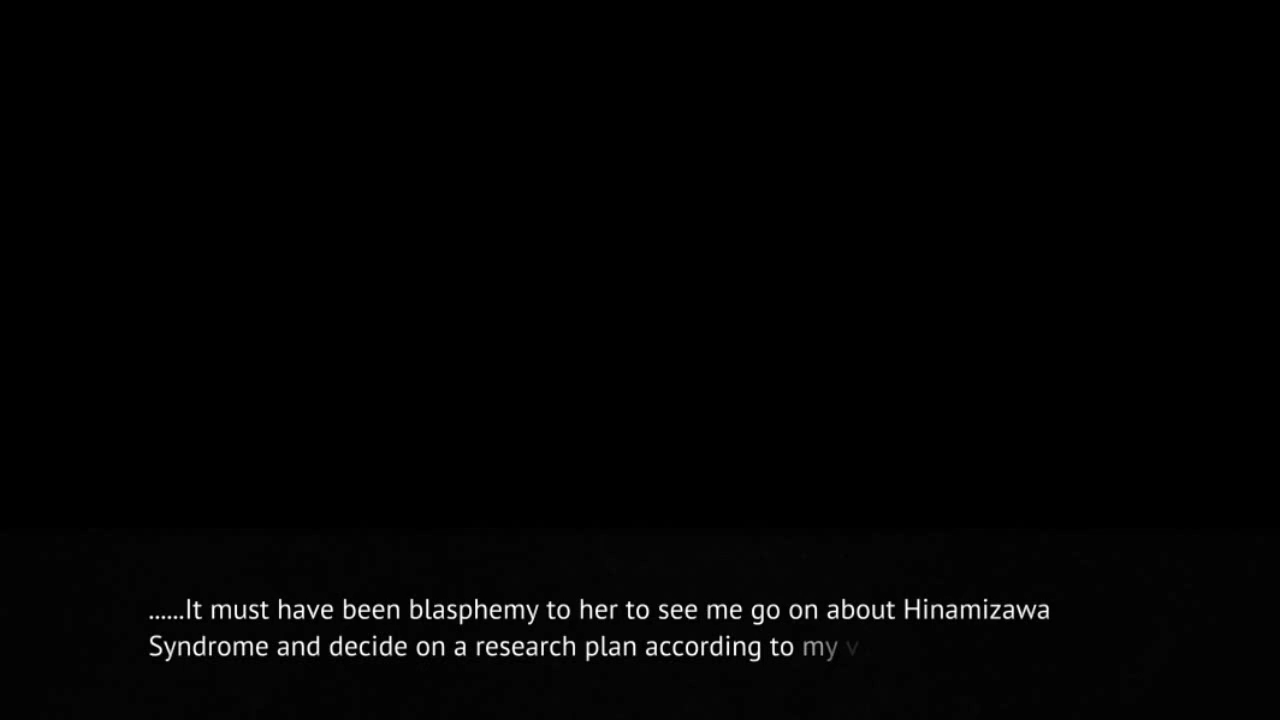 ......It must have been blasphemy to her to see me go on about Hinamizawa
Syndrome and decide on a research plan according to my v